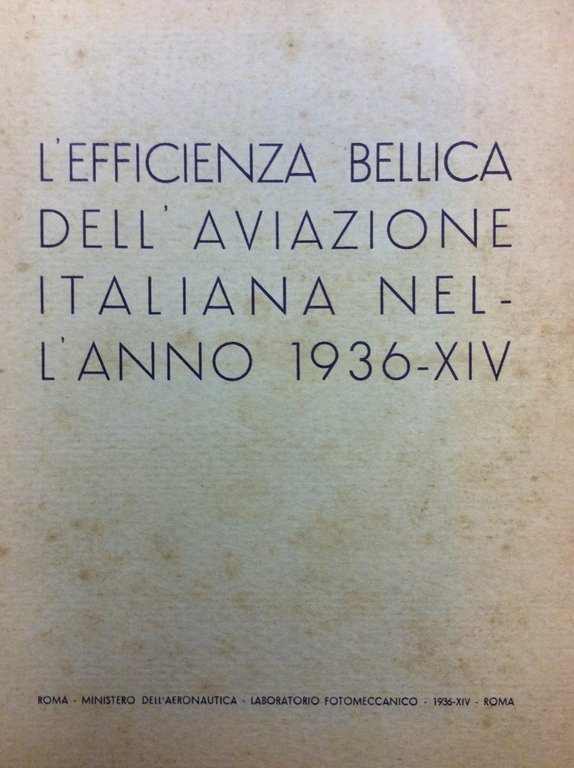 L'EFFICIENZA BELLICA
DELL' AVIAZIONE
ITALIANA NEL-
L'ANNO 1936-XIV
ROMA - MINISTERO DELL'AERONAUTICA - LABORATORIO FOTOMECCANICO - 1936-XIV - ROMA